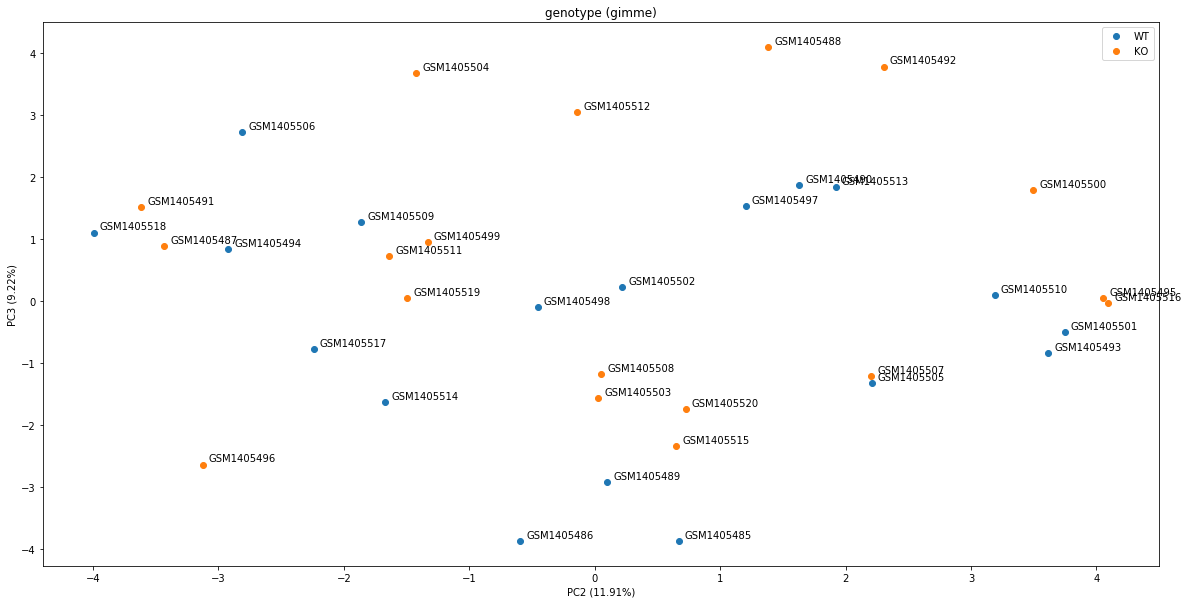 genotype (gimme)
WT
KO
GSM1405488
GSM1405492
GSM1405504
GSM1405512
GSM1405506
GSM1405490
GSM1405513
GSM1405500
GSM1405497
GSM1405491
GSM1405509
GSM1405518
GSM1405487
GSM1405494
GSM1405499
GSM1405511
GSM1405502
GSM1405519
GSM1405498
GSM1405510
GSM1405495
GSM1405516
GSM1405501
GSM1405493
GSM1405517
GSM1405508
GSM1405507
GSM1405505
GSM1405503
GSM1405514
GSM1405520
GSM1405515
GSM1405496
GSM1405489
GSM1405486
GSM1405485
4
3
2
1
0
−1
−2
−3
−4
PC3 (9.22%)
−4 −3 −2 −1 0 1 2 3 4
PC2 (11.91%)